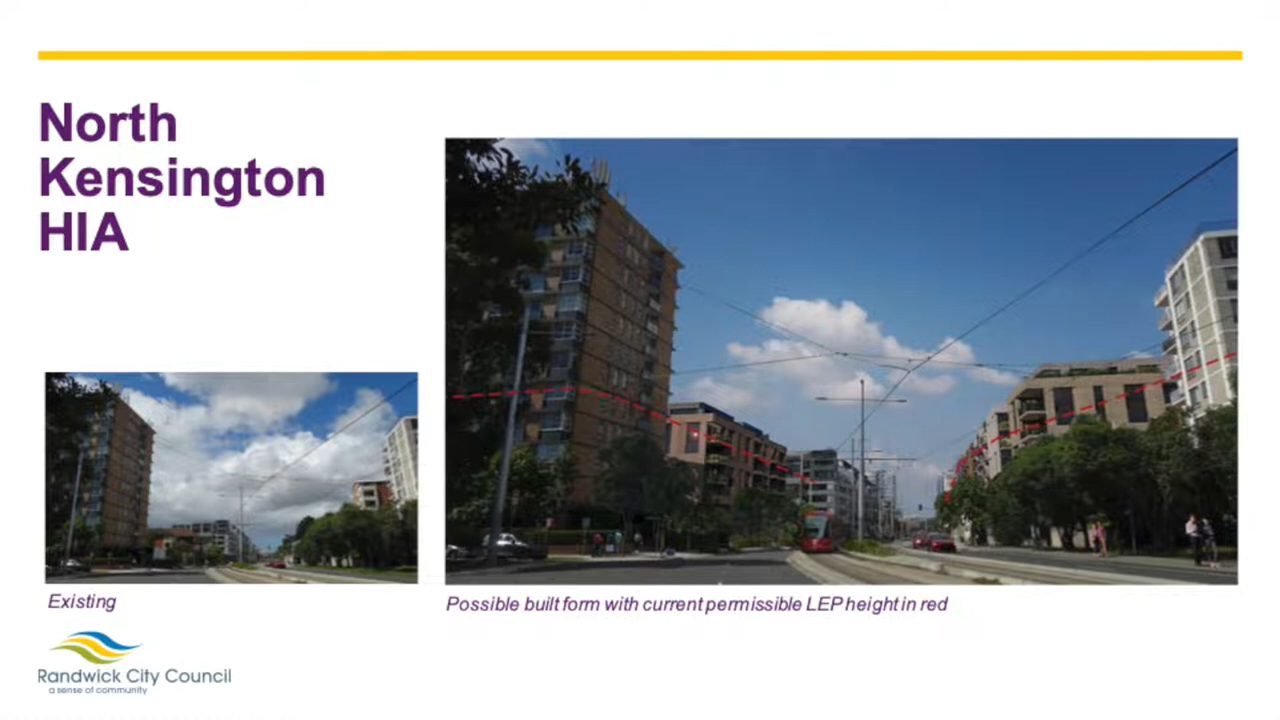 North
Kensington
HIA
Existing
Possible built form with current permissible LEP height in red
Randwick City Council
a sense of community